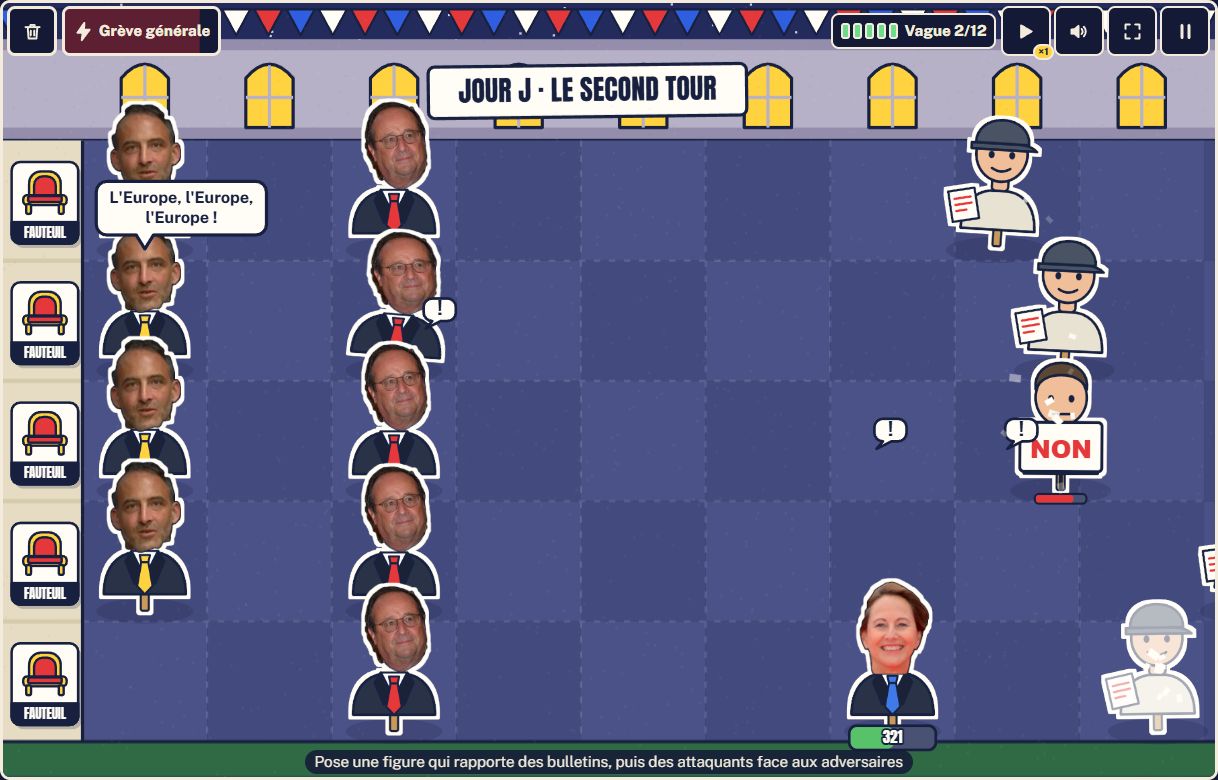 Grève générale
Vague 2/12
×1
JOUR J · LE SECOND TOUR
FAUTEUIL
L'Europe, l'Europe,
l'Europe !
FAUTEUIL
!
FAUTEUIL
!
!
NON
FAUTEUIL
FAUTEUIL
321
Pose une figure qui rapporte des bulletins, puis des attaquants face aux adversaires